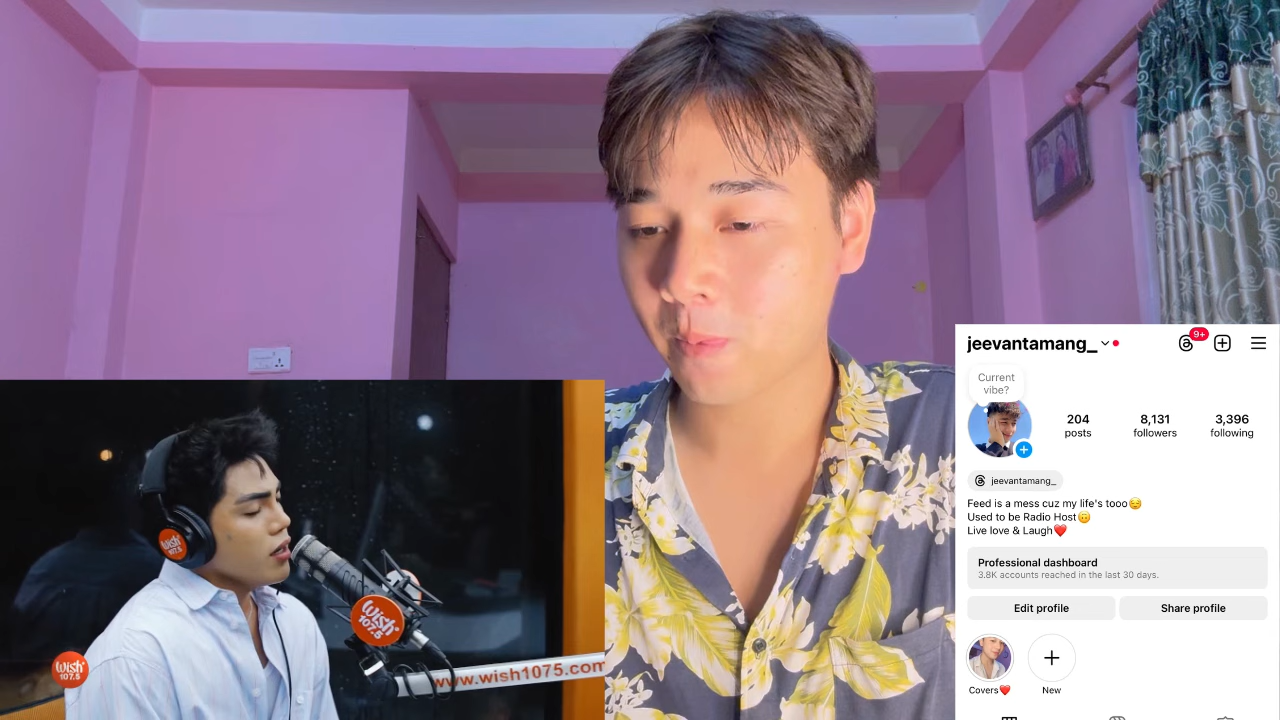 jeevantamang_
9+
Current
vibe?
204
posts
8,131
followers
3,396
following
jeevantamang_
Feed is a mess cuz my life's tooo😌
Used to be Radio Host🙃
Live love & Laugh❤️
Professional dashboard
3.8K accounts reached in the last 30 days.
Edit profile
Share profile
Covers❤️
New
wish
107.5
wish
107.5
www.wish1075.com
wish
107.5